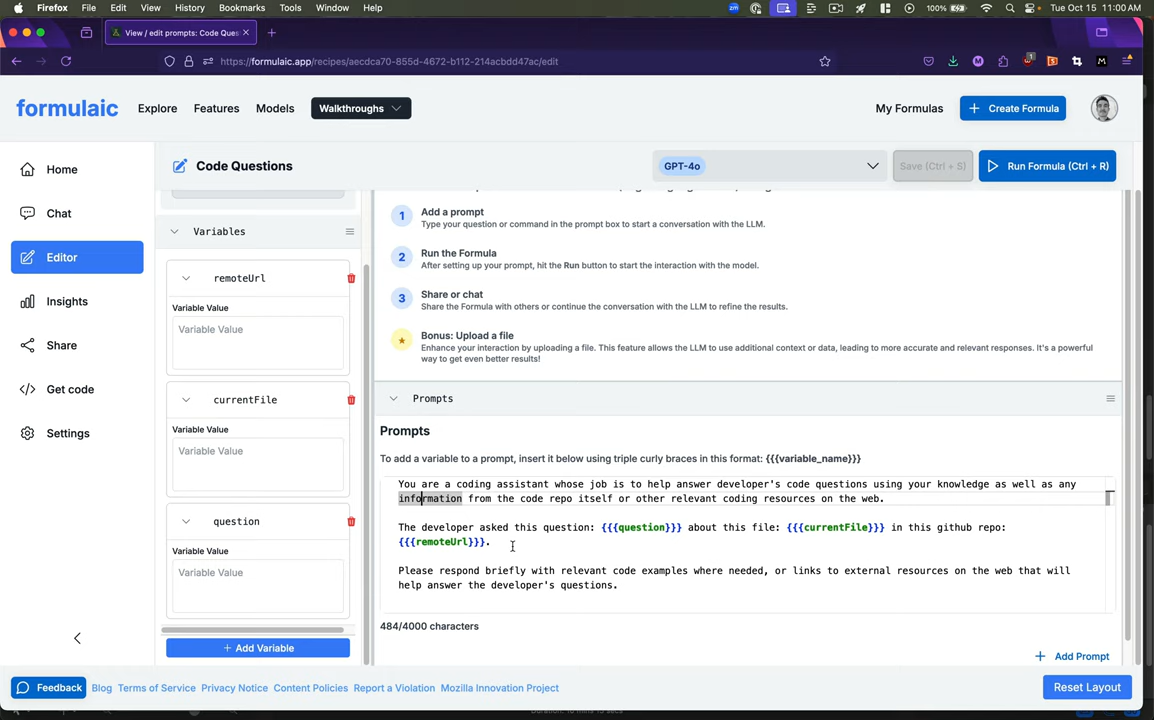 Firefox File Edit View History Bookmarks Tools Window Help zm 100% Tue Oct 15 11:00 AM
View / edit prompts: Code Ques
https://formulaic.app/recipes/aecdca70-855d-4672-b112-214acbdd47ac/edit
formulaic Explore Features Models Walkthroughs My Formulas + Create Formula
Home
Chat
Editor
Insights
Share
Get code
Settings
Code Questions GPT-4o Save (Ctrl + S) Run Formula (Ctrl + R)
Variables
remoteUrl
Variable Value
Variable Value
currentFile
Variable Value
Variable Value
question
Variable Value
Variable Value
+ Add Variable
1 Add a prompt
Type your question or command in the prompt box to start a conversation with the LLM.
2 Run the Formula
After setting up your prompt, hit the Run button to start the interaction with the model.
3 Share or chat
Share the Formula with others or continue the conversation with the LLM to refine the results.
Bonus: Upload a file
Enhance your interaction by uploading a file. This feature allows the LLM to use additional context or data, leading to more accurate and relevant responses. It's a powerful
way to get even better results!
Prompts
Prompts
To add a variable to a prompt, insert it below using triple curly braces in this format: {{{variable_name}}}
You are a coding assistant whose job is to help answer developer's code questions using your knowledge as well as any
information from the code repo itself or other relevant coding resources on the web.
The developer asked this question: {{{question}}} about this file: {{{currentFile}}} in this github repo:
{{{remoteUrl}}}.
Please respond briefly with relevant code examples where needed, or links to external resources on the web that will
help answer the developer's questions.
484/4000 characters
+ Add Prompt
Feedback Blog Terms of Service Privacy Notice Content Policies Report a Violation Mozilla Innovation Project Reset Layout